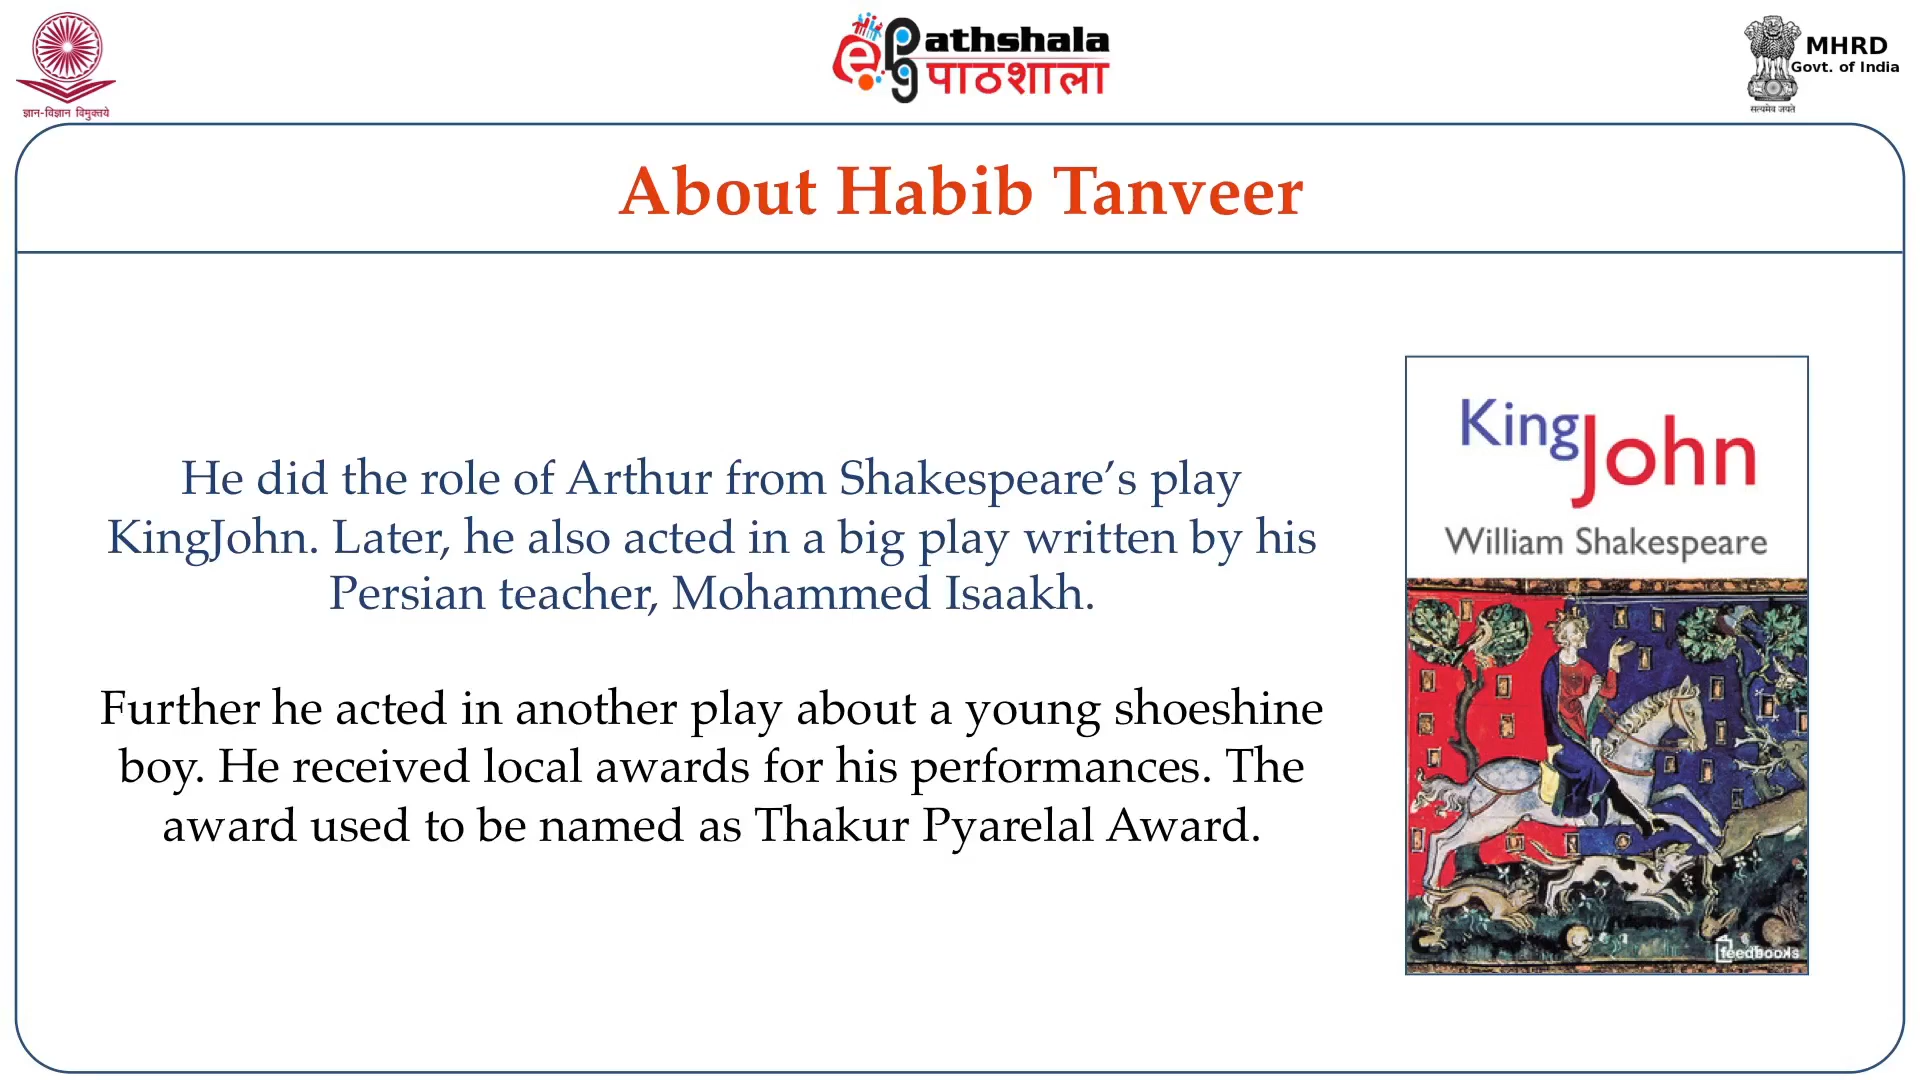 ज्ञान-विज्ञान विमुक्तये
ePG Pathshala
पाठशाला
MHRD
Govt. of India
सत्यमेव जयते
About Habib Tanveer
He did the role of Arthur from Shakespeare’s play
KingJohn. Later, he also acted in a big play written by his
Persian teacher, Mohammed Isaakh.
Further he acted in another play about a young shoeshine
boy. He received local awards for his performances. The
award used to be named as Thakur Pyarelal Award.
King John
William Shakespeare
feedbooks